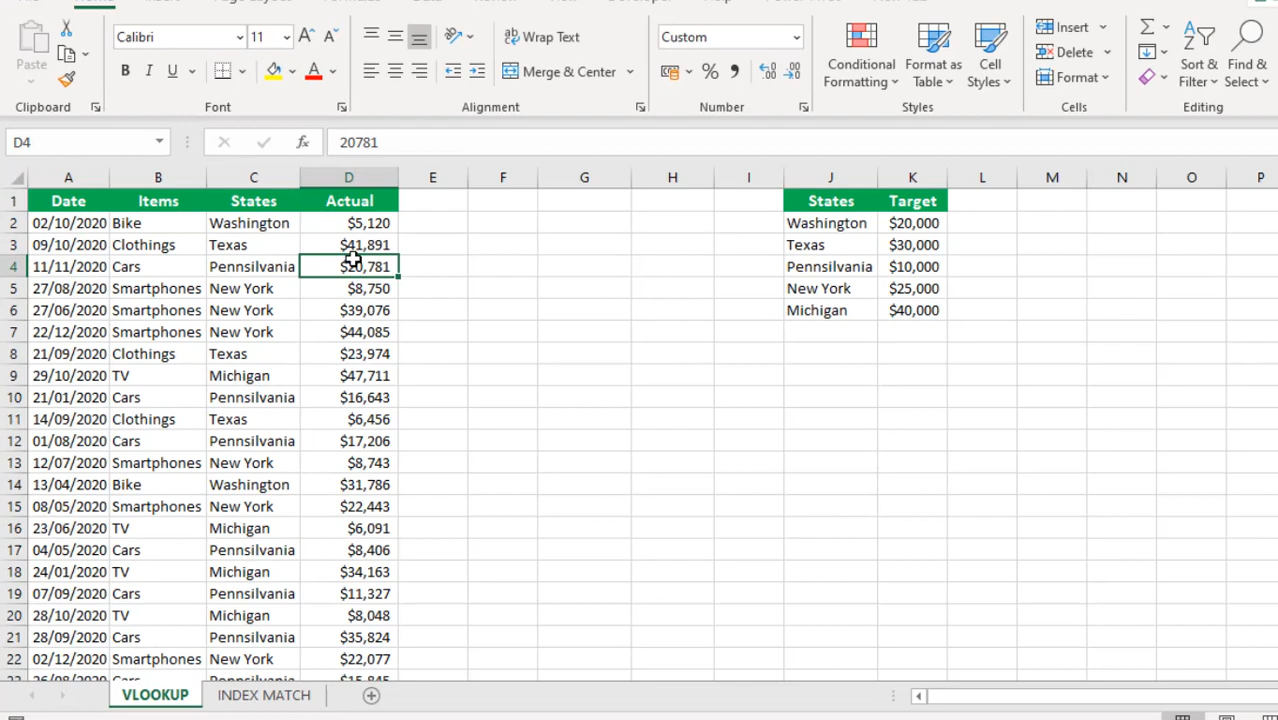 Calibri 11 Wrap Text Custom Insert
Paste B I U Merge & Center Conditional Formatting Format as Table Cell Styles Delete Format Sort & Filter Find & Select
Clipboard Font Alignment Number Styles Cells Editing
D4 fx 20781
A B C D E F G H I J K L M N O P
1 Date Items States Actual States Target
2 02/10/2020 Bike Washington $5,120 Washington $20,000
3 09/10/2020 Clothings Texas $41,891 Texas $30,000
4 11/11/2020 Cars Pennsilvania $20,781 Pennsilvania $10,000
5 27/08/2020 Smartphones New York $8,750 New York $25,000
6 27/06/2020 Smartphones New York $39,076 Michigan $40,000
7 22/12/2020 Smartphones New York $44,085
8 21/09/2020 Clothings Texas $23,974
9 29/10/2020 TV Michigan $47,711
10 21/01/2020 Cars Pennsilvania $16,643
11 14/09/2020 Clothings Texas $6,456
12 01/08/2020 Cars Pennsilvania $17,206
13 12/07/2020 Smartphones New York $8,743
14 13/04/2020 Bike Washington $31,786
15 08/05/2020 Smartphones New York $22,443
16 23/06/2020 TV Michigan $6,091
17 04/05/2020 Cars Pennsilvania $8,406
18 24/01/2020 TV Michigan $34,163
19 07/09/2020 Cars Pennsilvania $11,327
20 28/10/2020 TV Michigan $8,048
21 28/09/2020 Cars Pennsilvania $35,824
22 02/12/2020 Smartphones New York $22,077
VLOOKUP INDEX MATCH